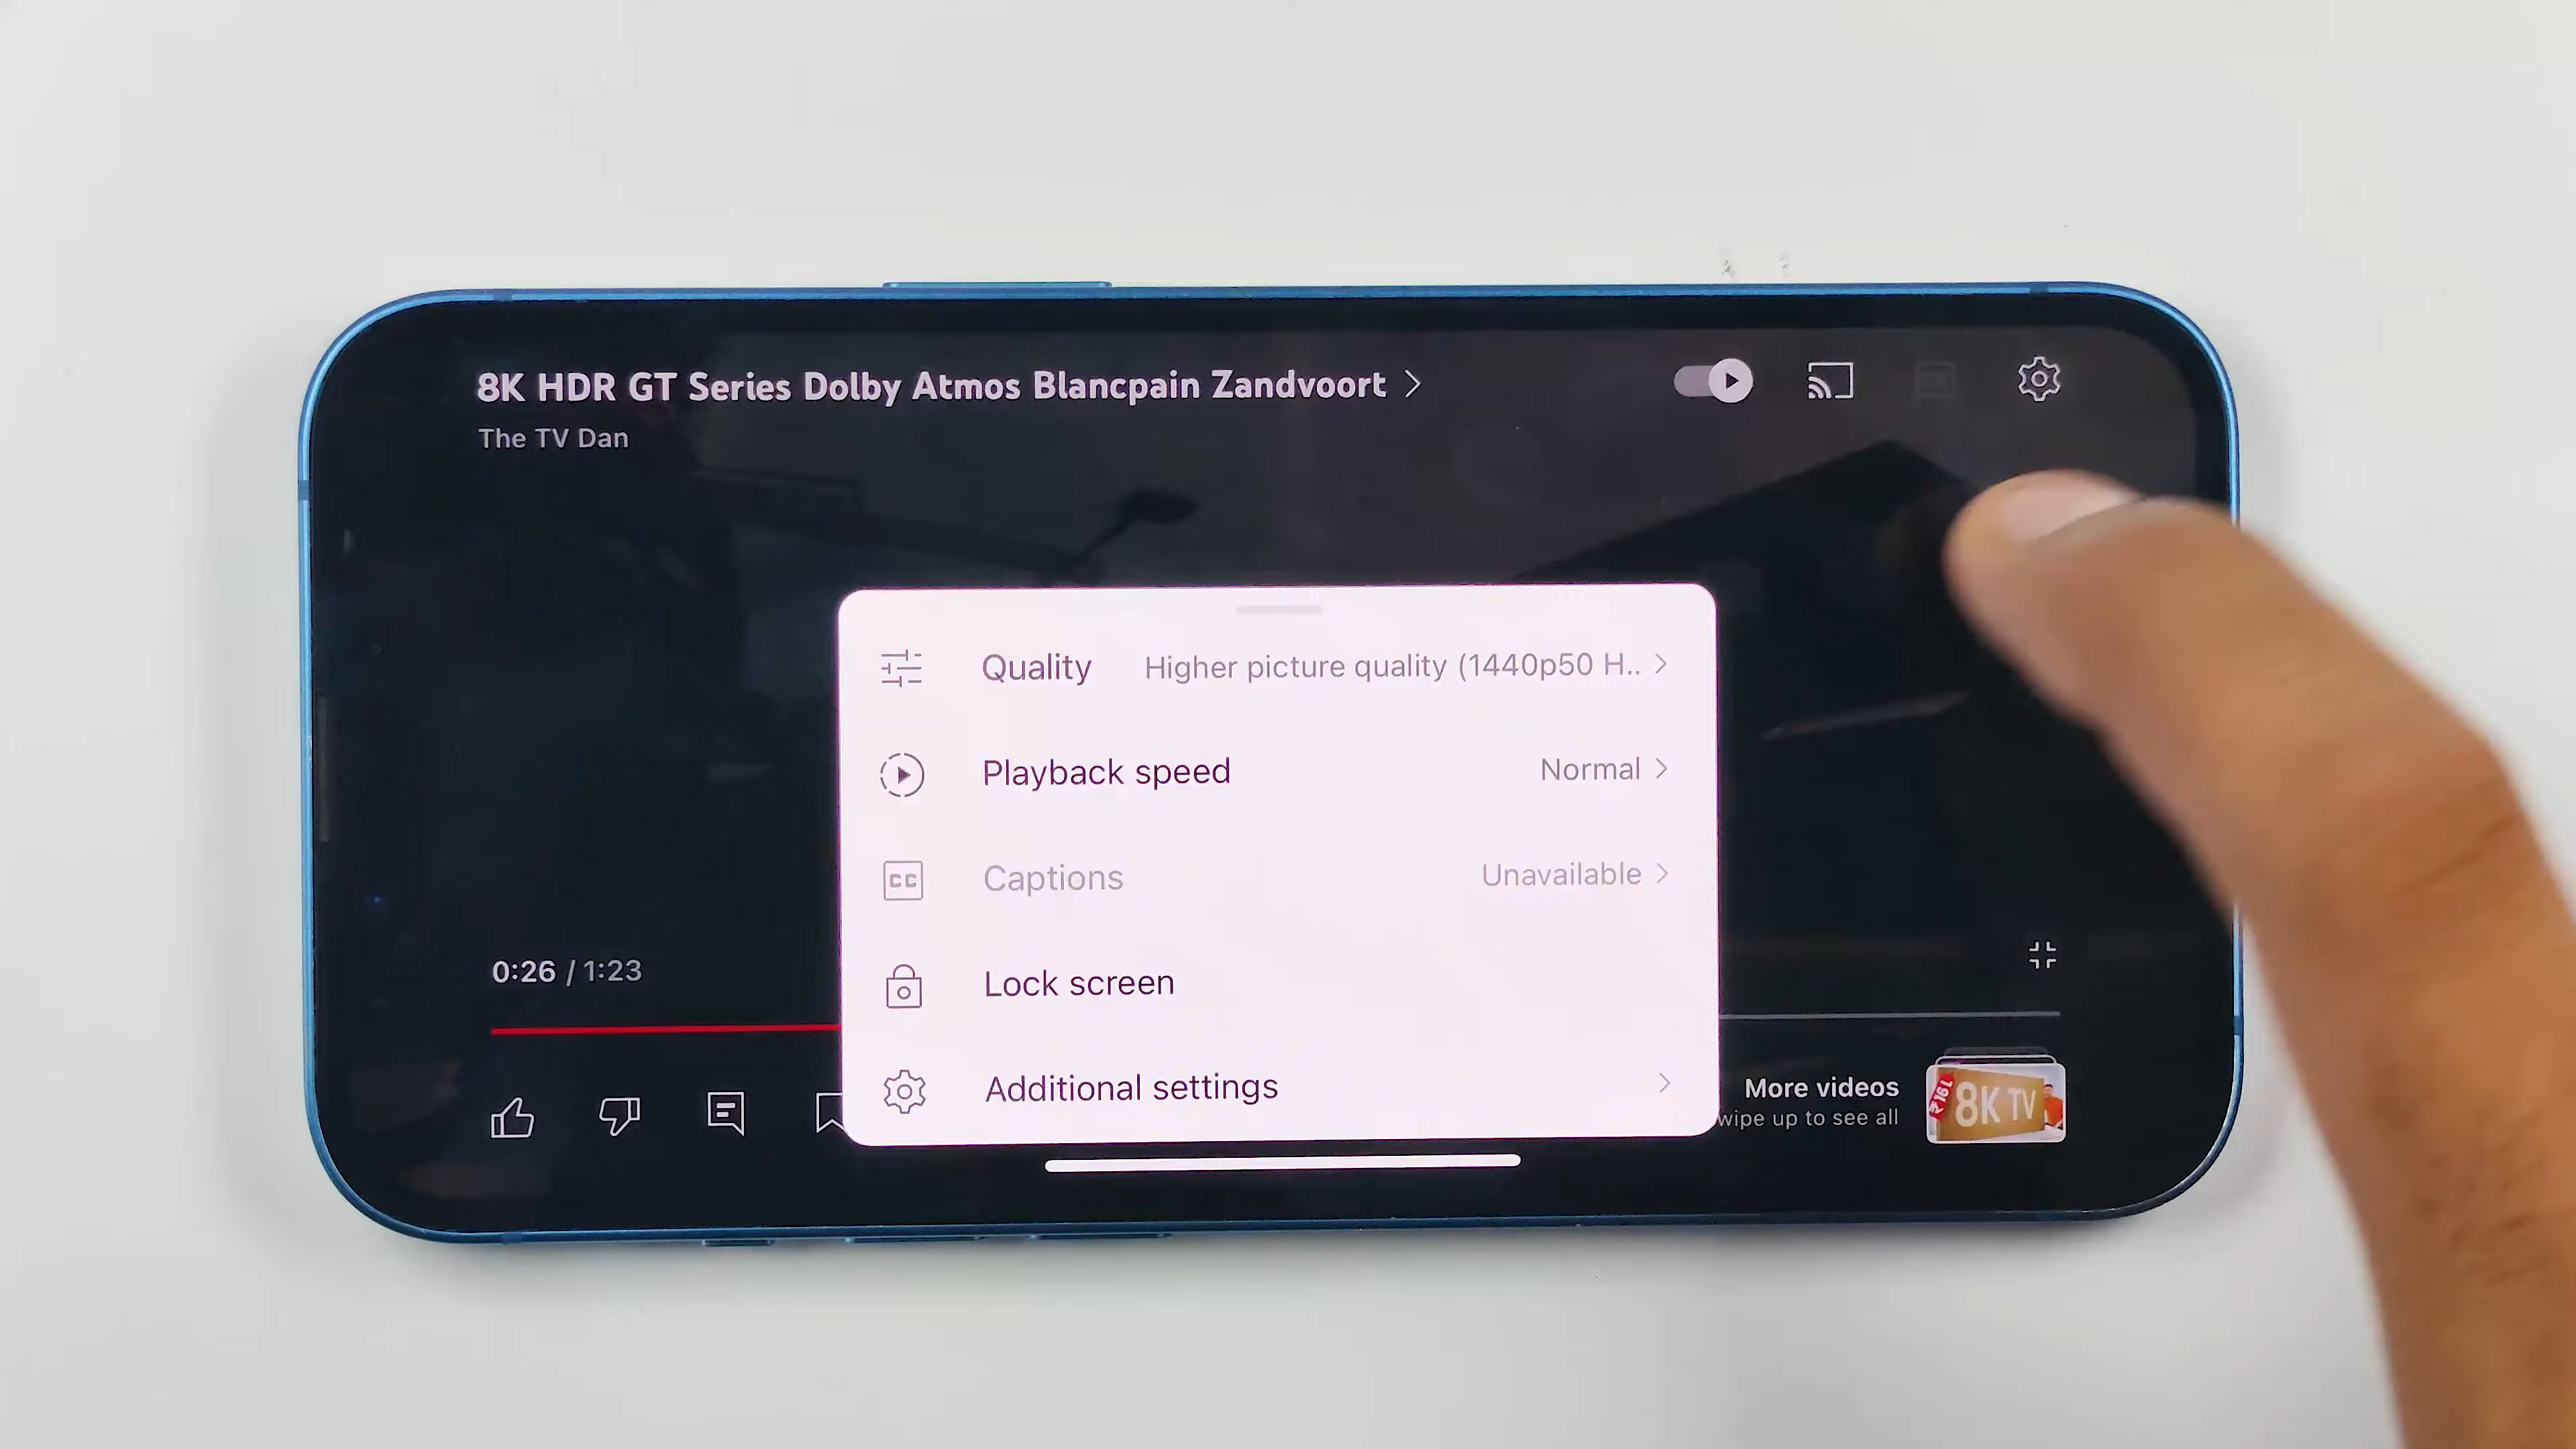 8K HDR GT Series Dolby Atmos Blancpain Zandvoort
The TV Dan
Quality Higher picture quality (1440p50 H..
Playback speed Normal
CC Captions Unavailable
Lock screen
Additional settings
0:26 / 1:23
More videos
wipe up to see all
8K TV